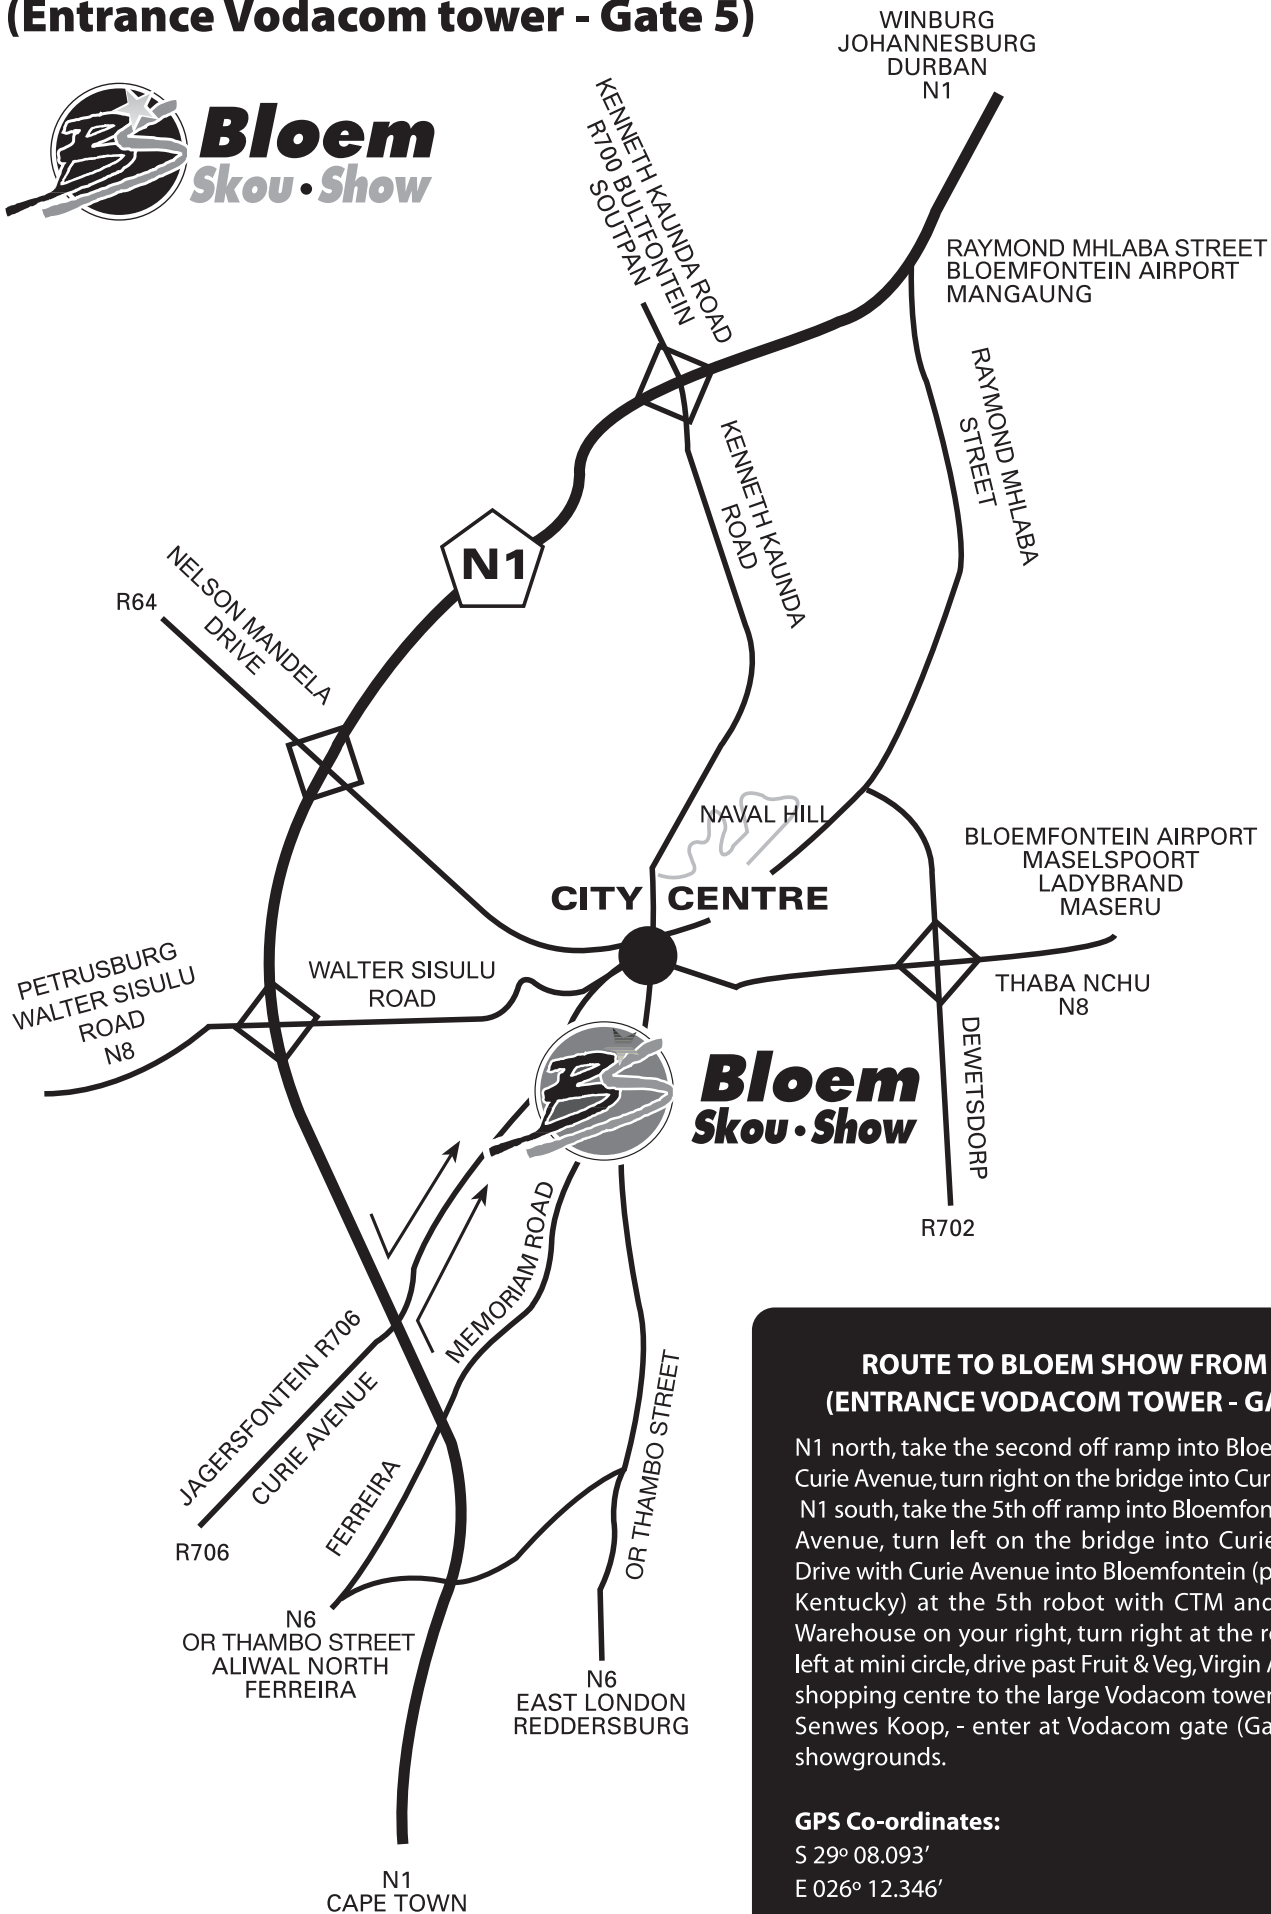 (Entrance Vodacom tower - Gate 5)
BS
Bloem
Skou • Show
WINBURG
JOHANNESBURG
DURBAN
N1
KENNETH KAUNDA ROAD
R700 BULTFONTEIN
SOUTPAN
RAYMOND MHLABA STREET
BLOEMFONTEIN AIRPORT
MANGAUNG
RAYMOND MHLABA
STREET
KENNETH KAUNDA
ROAD
N1
NELSON MANDELA
DRIVE
R64
NAVAL HILL
CITY CENTRE
BLOEMFONTEIN AIRPORT
MASELSPOORT
LADYBRAND
MASERU
THABA NCHU
N8
PETRUSBURG
WALTER SISULU
ROAD
N8
WALTER SISULU
ROAD
BS
Bloem
Skou • Show
DEWETSDORP
R702
MEMORIAM ROAD
JAGERSFONTEIN R706
CURIE AVENUE
R706
FERREIRA
OR THAMBO STREET
N6
OR THAMBO STREET
ALIWAL NORTH
FERREIRA
N6
EAST LONDON
REDDERSBURG
N1
CAPE TOWN
ROUTE TO BLOEM SHOW FROM
(ENTRANCE VODACOM TOWER -
N1 north, take the second off ramp into
Curie Avenue, turn right on the bridge into
N1 south, take the 5th off ramp into
Avenue, turn left on the bridge into Curie
Drive with Curie Avenue into Bloemfontein
Kentucky) at the 5th robot with CTM and
Warehouse on your right, turn right at the
left at mini circle, drive past Fruit & Veg, Virgin
shopping centre to the large Vodacom tower
Senwes Koop, - enter at Vodacom gate
showgrounds.
GPS Co-ordinates:
S 29º 08.093′
E 026º 12.346′